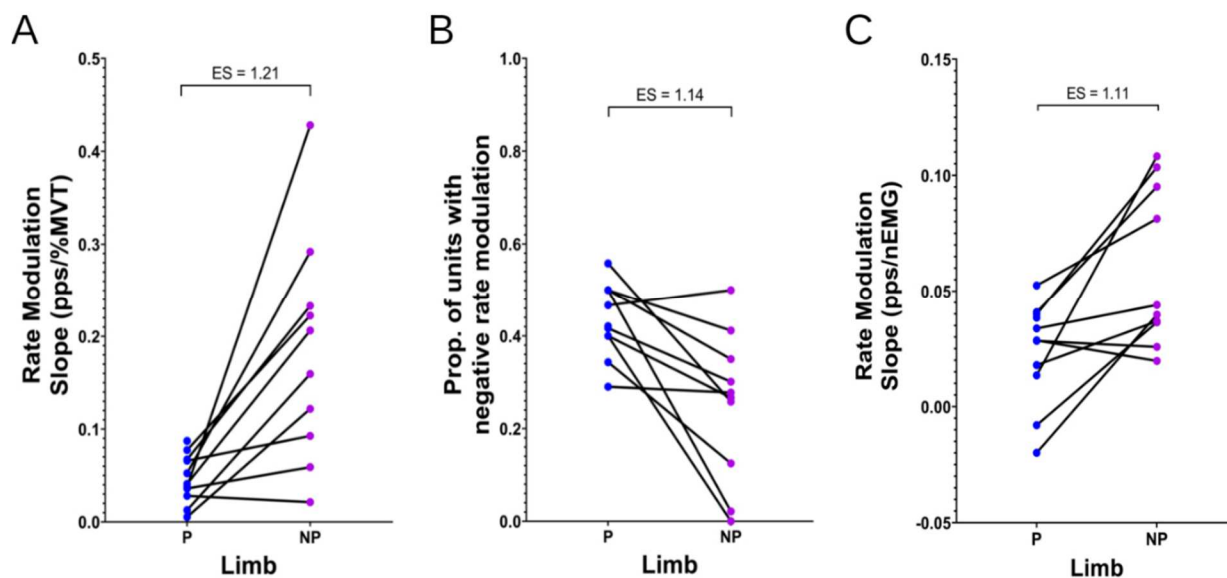 A
ES = 1.21
Rate Modulation
Slope (pps/%MVT)
0.5
0.4
0.3
0.2
0.1
0.0
P
NP
Limb
B
ES = 1.14
Prop. of units with
negative rate modulation
1.0
0.8
0.6
0.4
0.2
0.0
P
NP
Limb
C
ES = 1.11
Rate Modulation
Slope (pps/nEMG)
0.15
0.10
0.05
0.00
-0.05
P
NP
Limb